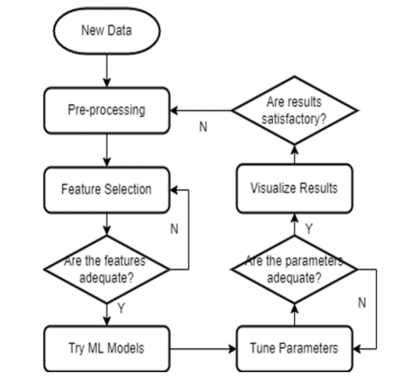 New Data
Pre-processing
Are results
satisfactory?
N
Feature Selection
Visualize Results
N
Y
Are the features
adequate?
Are the parameters
adequate?
Y
N
Try ML Models
Tune Parameters